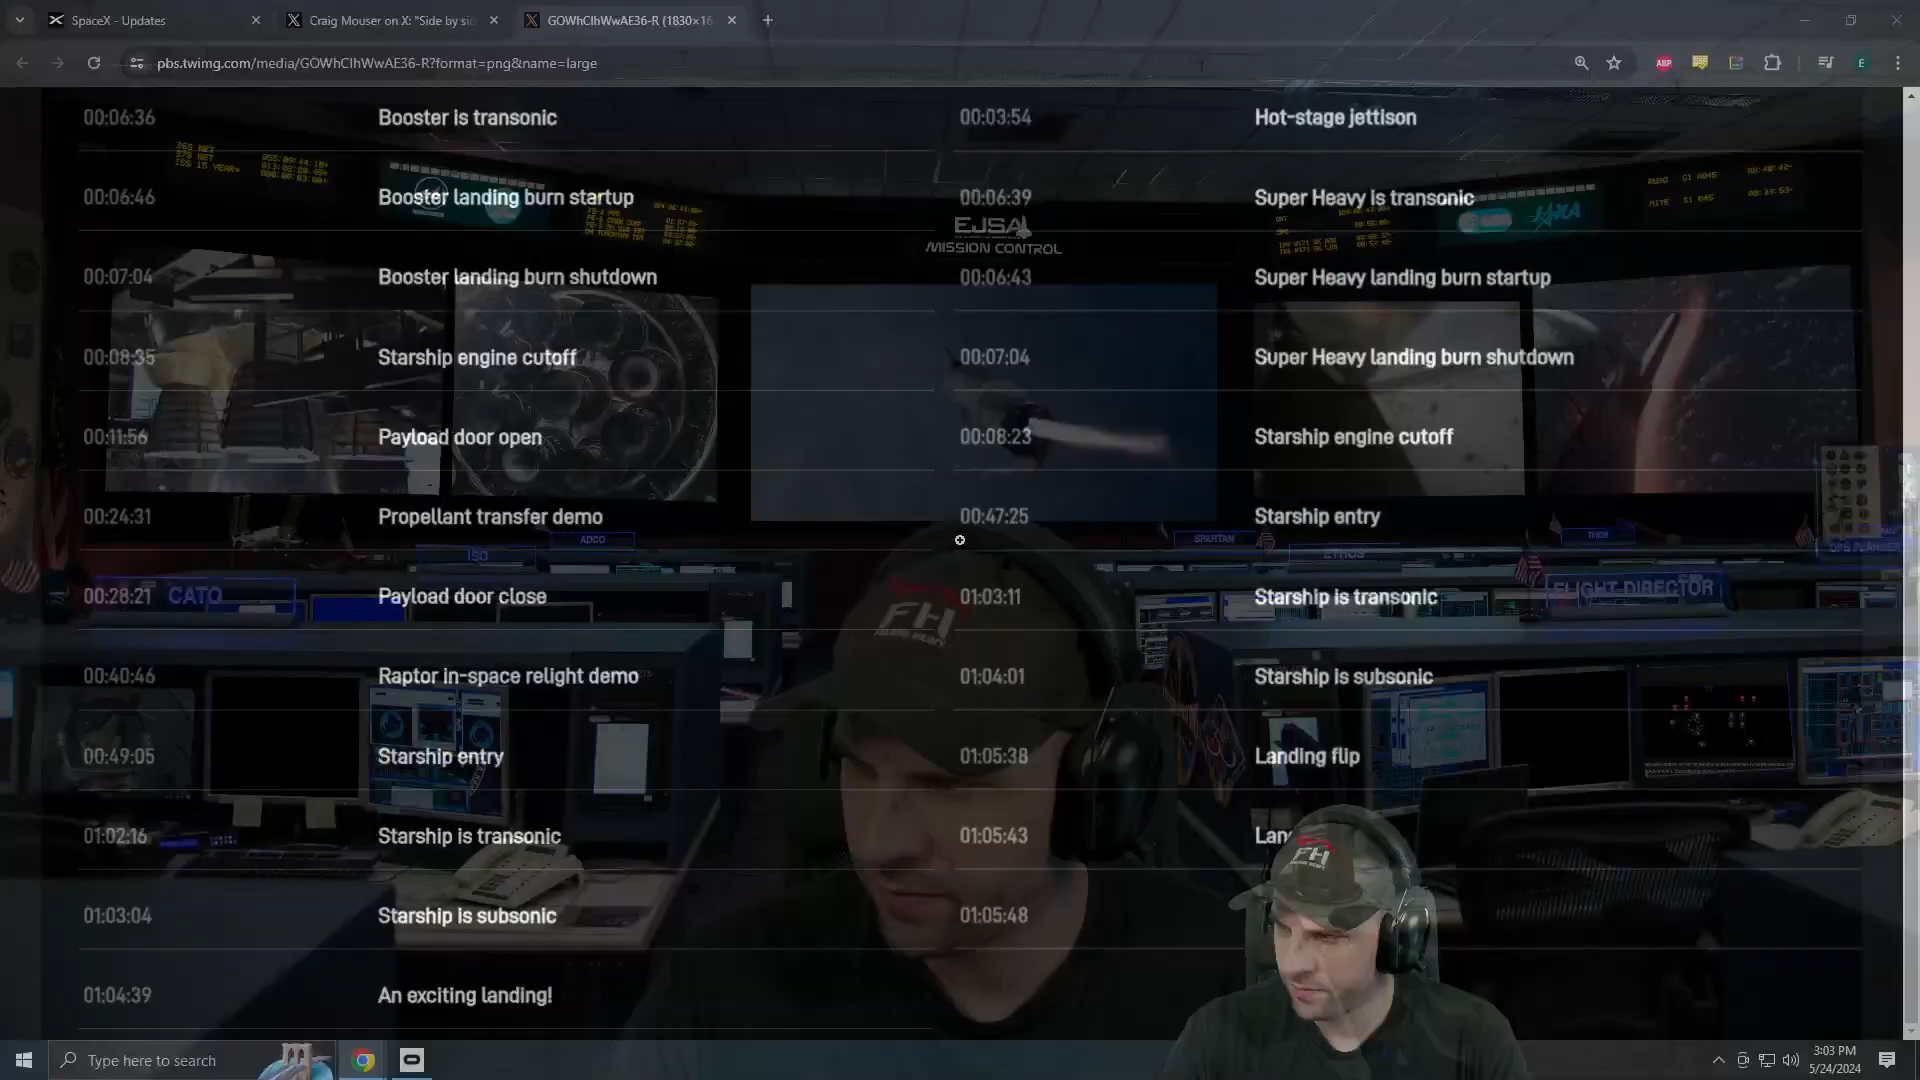 SpaceX - Updates
Craig Mouser on X: "Side by si
GOWhCIhWwAE36-R (1830×16
pbs.twimg.com/media/GOWhCIhWwAE36-R?format=png&name=large
ABP
E
00:06:36 Booster is transonic 00:03:54 Hot-stage jettison
00:06:46 Booster landing burn startup 00:06:39 Super Heavy is transonic
EJSA
MISSION CONTROL
00:07:04 Booster landing burn shutdown 00:06:43 Super Heavy landing burn startup
00:08:35 Starship engine cutoff 00:07:04 Super Heavy landing burn shutdown
00:11:56 Payload door open 00:08:23 Starship engine cutoff
00:24:31 Propellant transfer demo 00:47:25 Starship entry
ISO ADCO SPARTAN ETHOS
00:28:21 Payload door close 01:03:11 Starship is transonic
CATO FLIGHT DIRECTOR
FH
00:40:46 Raptor in-space relight demo 01:04:01 Starship is subsonic
00:49:05 Starship entry 01:05:38 Landing flip
01:02:16 Starship is transonic 01:05:43
FH
01:03:04 Starship is subsonic 01:05:48
01:04:39 An exciting landing!
Type here to search
3:03 PM
5/24/2024